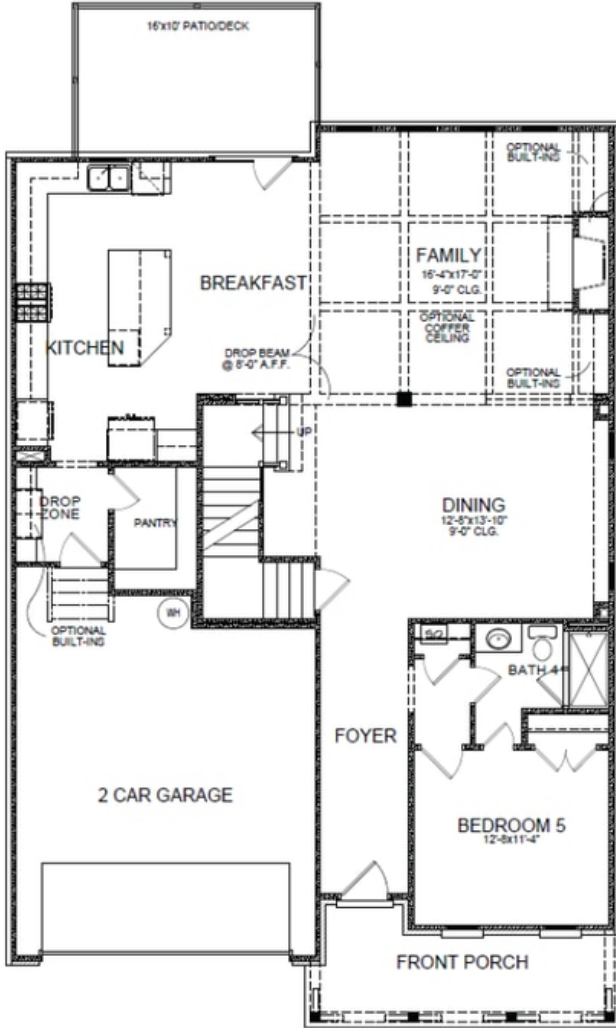 16'x10' PATIO/DECK
OPTIONAL
BUILT-INS
FAMILY
16'-4"x17'-0"
9'-0" CLG.
BREAKFAST
OPTIONAL
COFFER
CEILING
KITCHEN
DROP BEAM
@ 8'-0" A.F.F.
OPTIONAL
BUILT-INS
UP
DROP
ZONE
PANTRY
DINING
12'-8"x13'-10"
9'-0" CLG.
WH
OPTIONAL
BUILT-INS
BATH 4
FOYER
2 CAR GARAGE
BEDROOM 5
12'-8x11'-4"
FRONT PORCH